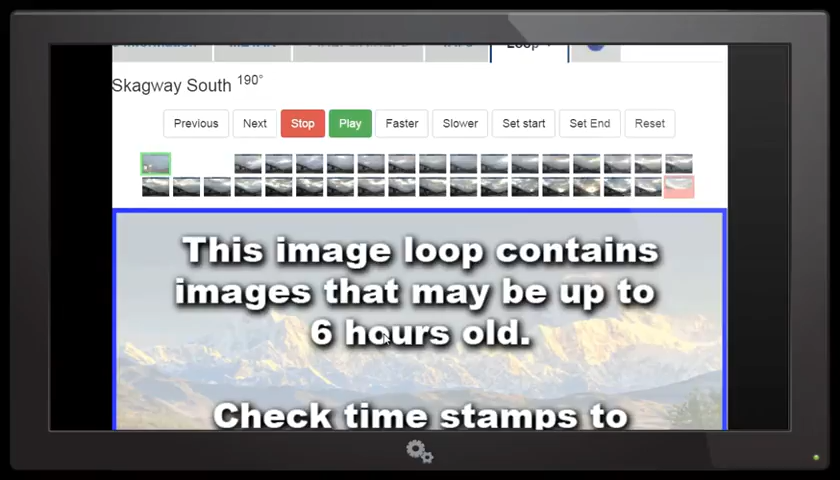 Loop
Skagway South 190°
Previous Next Stop Play Faster Slower Set start Set End Reset
This image loop contains
images that may be up to
6 hours old.
Check time stamps to